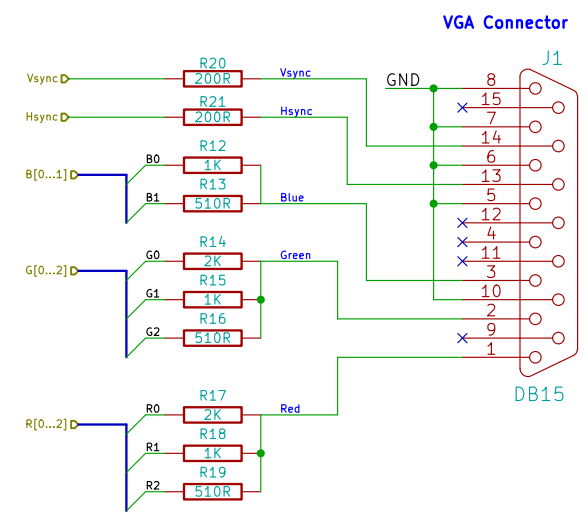 VGA Connector
J1
R20
Vsync 200R Vsync
GND 8
15
R21
Hsync 200R Hsync
7
14
R12
B0 1K
6
B[0...1]
13
R13
B1 510R Blue
5
12
4
R14
G0 2K Green
11
G[0...2]
3
R15
G1 1K
10
2
R16
G2 510R
9
1
DB15
R17
R0 2K Red
R[0...2]
R18
R1 1K
R19
R2 510R